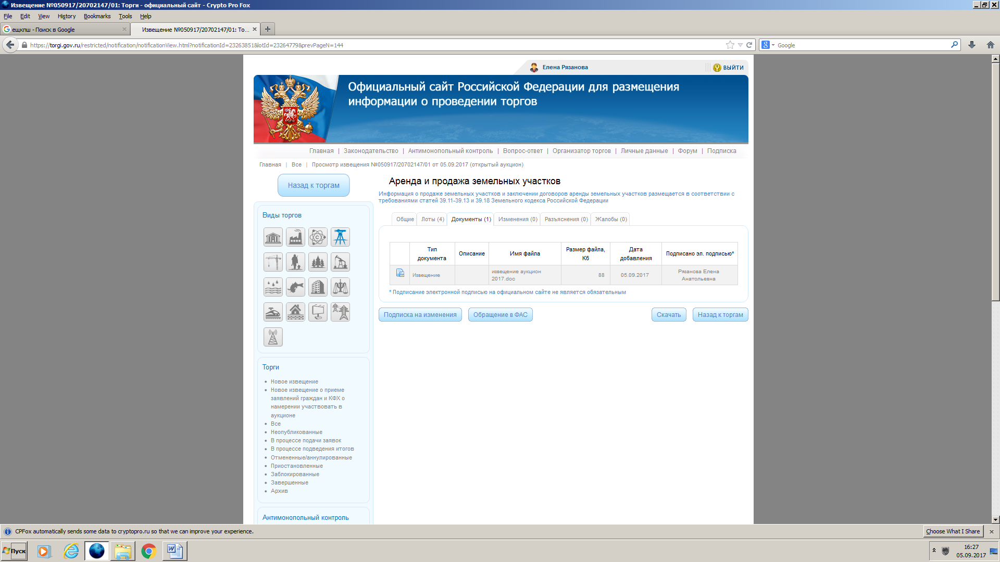 Извещение №050917/20702147/01: Торги - официальный сайт - Crypto Pro Fox
File Edit View History Bookmarks Tools Help
ещкпш - Поиск в Google
Извещение №050917/20702147/01: То...
https://torgi.gov.ru/restricted/notification/notificationView.html?notificationId=23263851&lotId=23264779&prevPageN=144
Google
Елена Рязанова
ВЫЙТИ
Официальный сайт Российской Федерации для размещения
информации о проведении торгов
Главная | Законодательство | Антимонопольный контроль | Вопрос-ответ | Организатор торгов | Личные данные | Форум | Подписка
Главная | Все | Просмотр извещения №050917/20702147/01 от 05.09.2017 (открытый аукцион)
Назад к торгам
Виды торгов
Торги
Новое извещение
Новое извещение о приеме
заявлений граждан и КФХ о
намерении участвовать в
аукционе
Все
Неопубликованные
В процессе подачи заявок
В процессе подведения итогов
Отмененные/аннулированные
Приостановленные
Заблокированные
Завершенные
Архив
Антимонопольный контроль
Аренда и продажа земельных участков
Информация о продаже земельных участков и заключении договоров аренды земельных участков размещается в соответствии с
требованиями статей 39.11-39.13 и 39.18 Земельного кодекса Российской Федерации
Общие Лоты (4) Документы (1) Изменения (0) Разъяснения (0) Жалобы (0)
Тип документа Описание Имя файла Размер файла, Кб Дата добавления Подписано эл. подписью*
Извещение извещение аукцион 2017.doc 88 05.09.2017 Рязанова Елена Анатольевна
* Подписание электронной подписью на официальном сайте не является обязательным
Подписка на изменения Обращение в ФАС Скачать Назад к торгам
CPFox automatically sends some data to cryptopro.ru so that we can improve your experience.
Choose What I Share
Пуск
16:27
05.09.2017